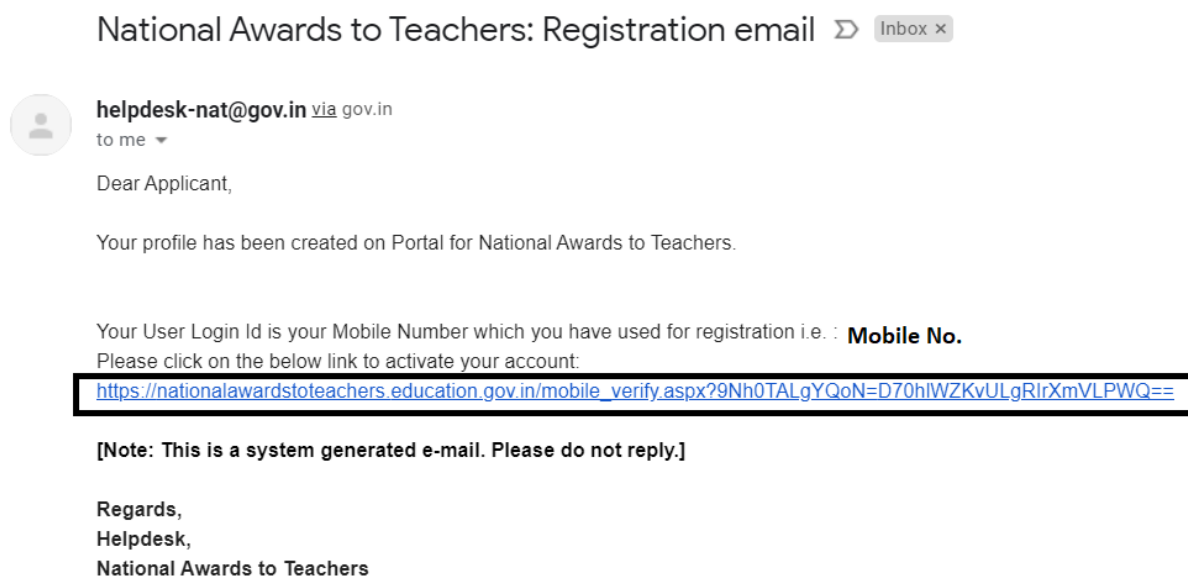 National Awards to Teachers: Registration email Inbox ×
helpdesk-nat@gov.in via gov.in
to me
Dear Applicant,
Your profile has been created on Portal for National Awards to Teachers.
Your User Login Id is your Mobile Number which you have used for registration i.e. : Mobile No.
Please click on the below link to activate your account:
https://nationalawardstoteachers.education.gov.in/mobile_verify.aspx?9Nh0TALgYQoN=D70hlWZKvULgRIrXmVLPWQ==
[Note: This is a system generated e-mail. Please do not reply.]
Regards,
Helpdesk,
National Awards to Teachers